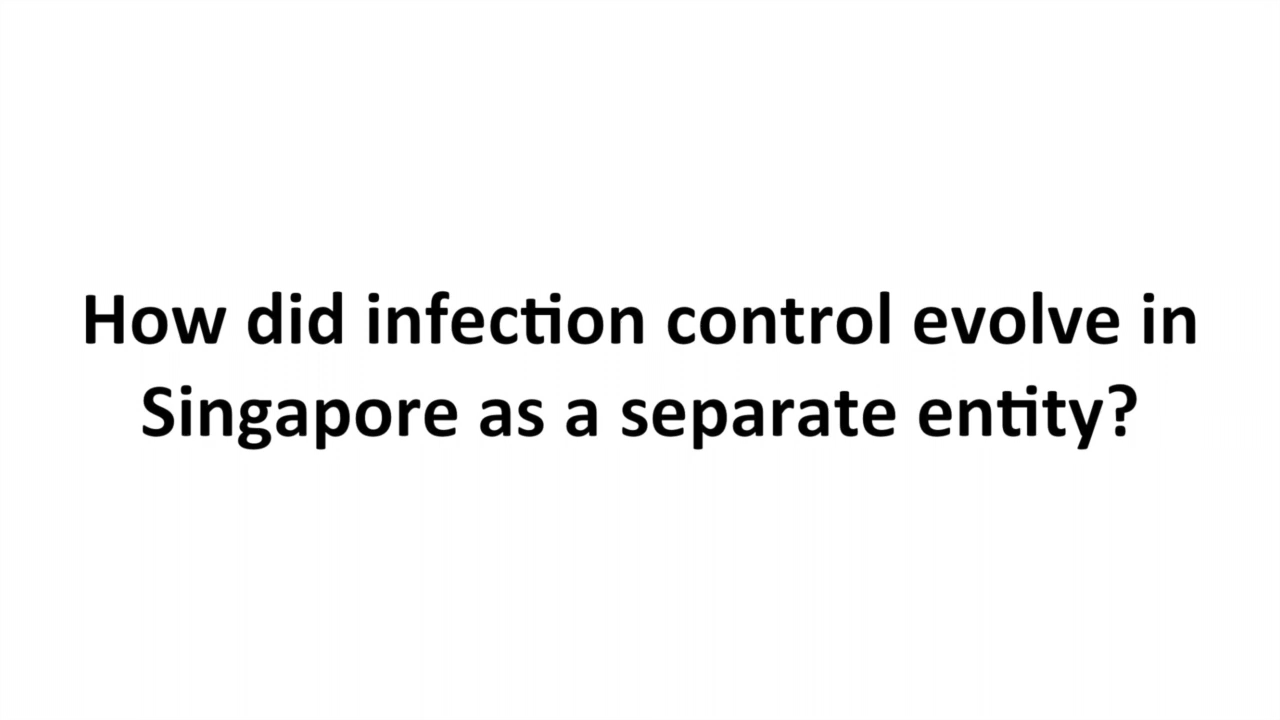 How did infection control evolve in
Singapore as a separate entity?